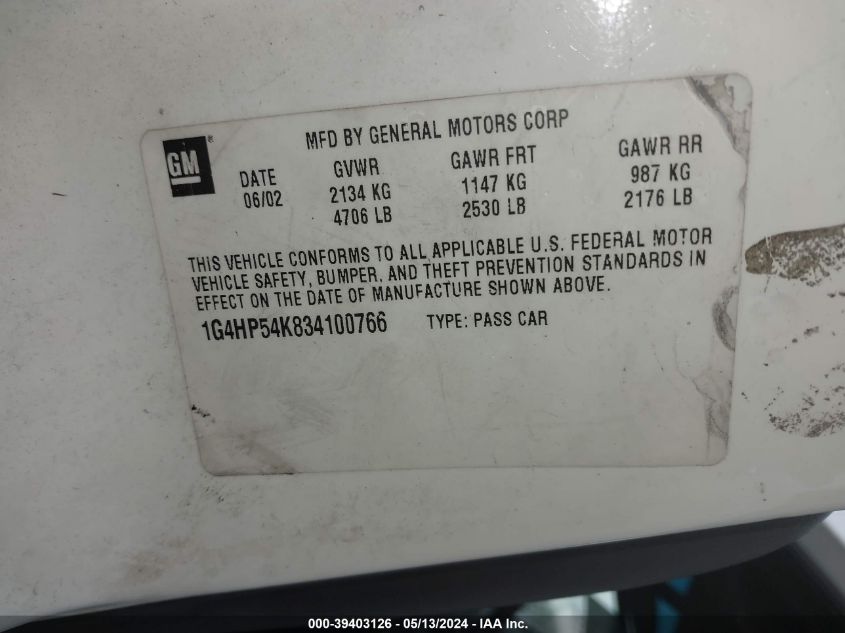 MFD BY GENERAL MOTORS CORP
GM®
DATE GVWR GAWR FRT GAWR RR
06/02 2134 KG 1147 KG 987 KG
4706 LB 2530 LB 2176 LB
THIS VEHICLE CONFORMS TO ALL APPLICABLE U.S. FEDERAL MOTOR
VEHICLE SAFETY, BUMPER, AND THEFT PREVENTION STANDARDS IN
EFFECT ON THE DATE OF MANUFACTURE SHOWN ABOVE.
1G4HP54K834100766 TYPE: PASS CAR
000-39403126 - 05/13/2024 - IAA Inc.